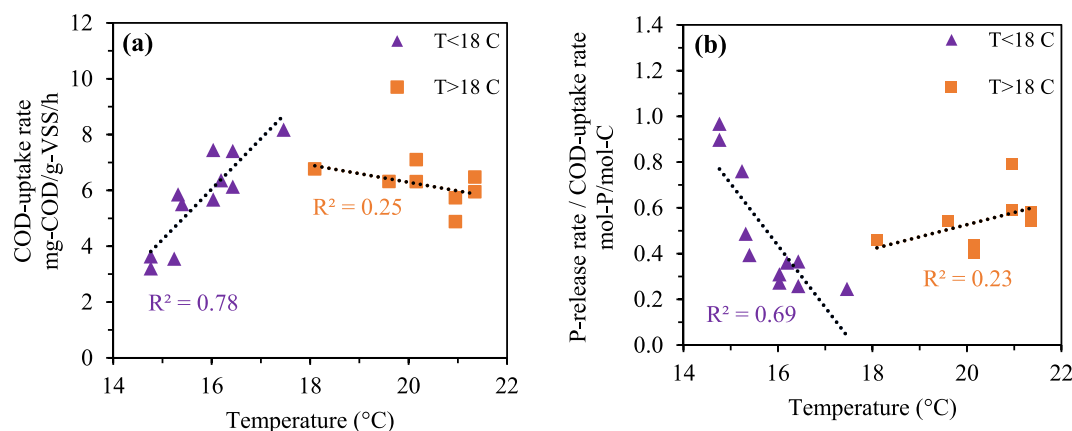 (a)
T<18 C
T>18 C
COD-uptake rate
mg-COD/g-VSS/h
12
10
8
6
4
2
0
R² = 0.25
R² = 0.78
14
16
18
20
22
Temperature (°C)
(b)
T<18 C
T>18 C
P-release rate / COD-uptake rate
mol-P/mol-C
1.4
1.2
1.0
0.8
0.6
0.4
0.2
0.0
R² = 0.23
R² = 0.69
14
16
18
20
22
Temperature (°C)